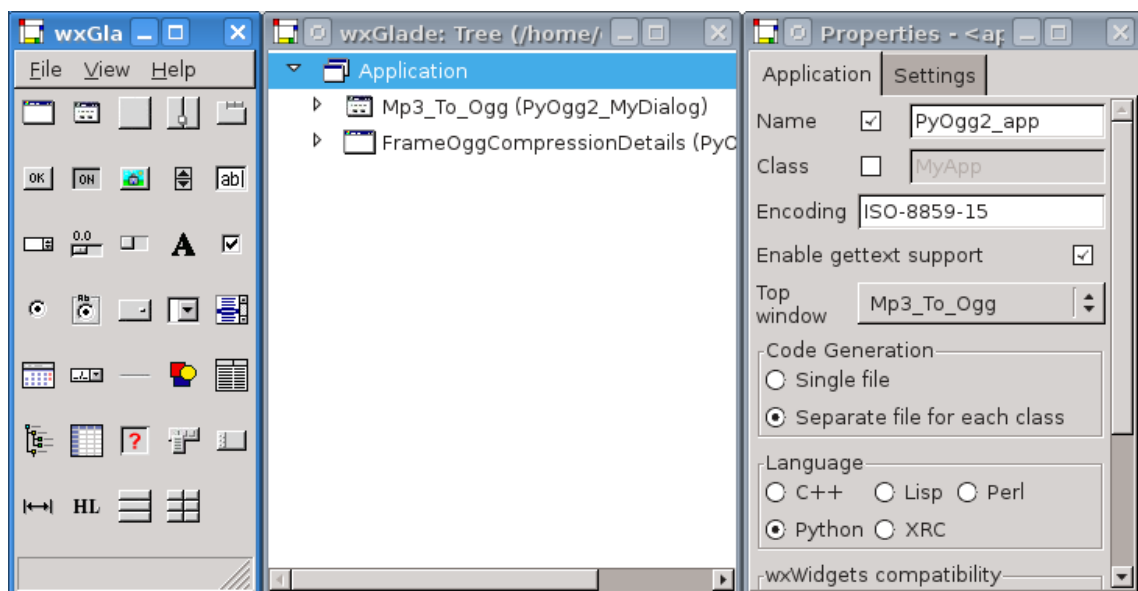 wxGla
File View Help
OK ON ab|
0.0 A
Ab
?
HL
wxGlade: Tree (/home/
Application
Mp3_To_Ogg (PyOgg2_MyDialog)
FrameOggCompressionDetails (PyO
Properties - <ap
Application Settings
Name PyOgg2_app
Class MyApp
Encoding ISO-8859-15
Enable gettext support
Top
window Mp3_To_Ogg
Code Generation
Single file
Separate file for each class
Language
C++ Lisp Perl
Python XRC
wxWidgets compatibility